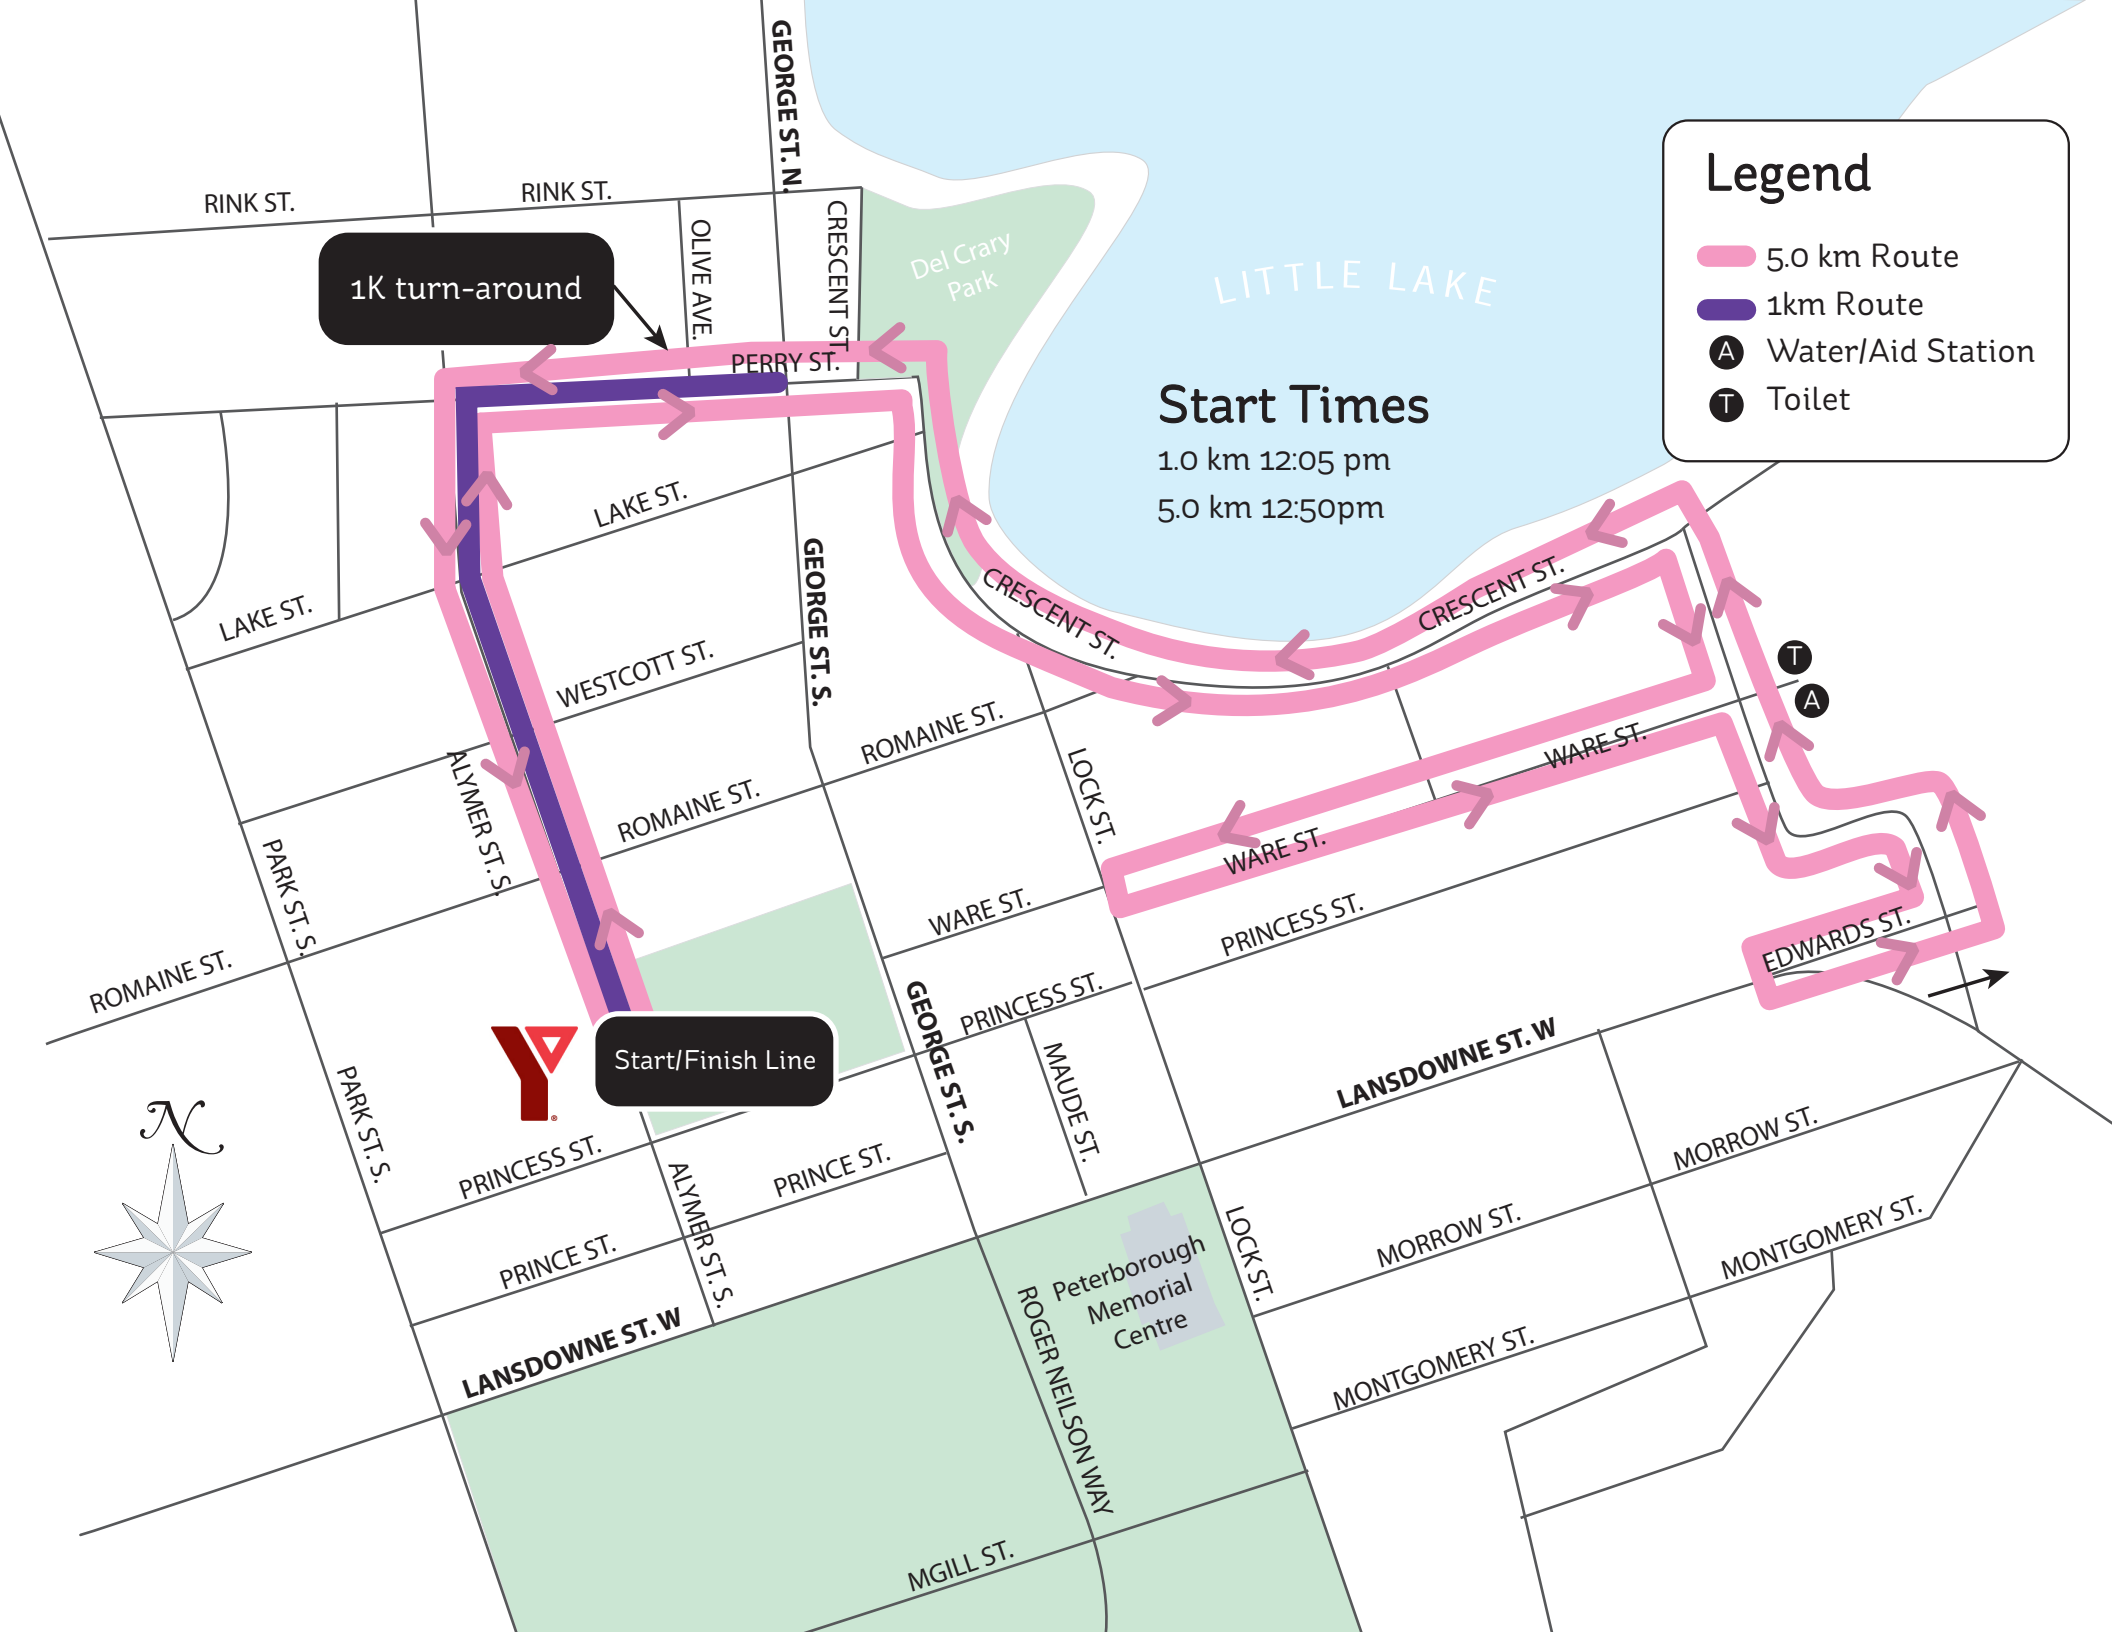 GEORGE ST. N.
RINK ST.
RINK ST.
OLIVE AVE.
CRESCENT ST.
Del Crary
Park
LITTLE LAKE
Legend
5.0 km Route
1km Route
A Water/Aid Station
T Toilet
1K turn-around
PERRY ST.
Start Times
1.0 km 12:05 pm
5.0 km 12:50pm
LAKE ST.
LAKE ST.
GEORGE ST. S.
CRESCENT ST.
CRESCENT ST.
WESTCOTT ST.
T
A
ROMAINE ST.
ROMAINE ST.
ROMAINE ST.
ALYMER ST. S.
PARK ST. S.
LOCK ST.
WARE ST.
WARE ST.
WARE ST.
PRINCESS ST.
EDWARDS ST.
GEORGE ST. S.
PRINCESS ST.
Start/Finish Line
Y
®
MAUDE ST.
LANSDOWNE ST. W
PARK ST. S.
N
PRINCESS ST.
PRINCE ST.
ALYMER ST. S.
PRINCE ST.
MORROW ST.
MORROW ST.
MONTGOMERY ST.
LOCK ST.
Peterborough
Memorial
Centre
LANSDOWNE ST. W
ROGER NEILSON WAY
MONTGOMERY ST.
MGILL ST.